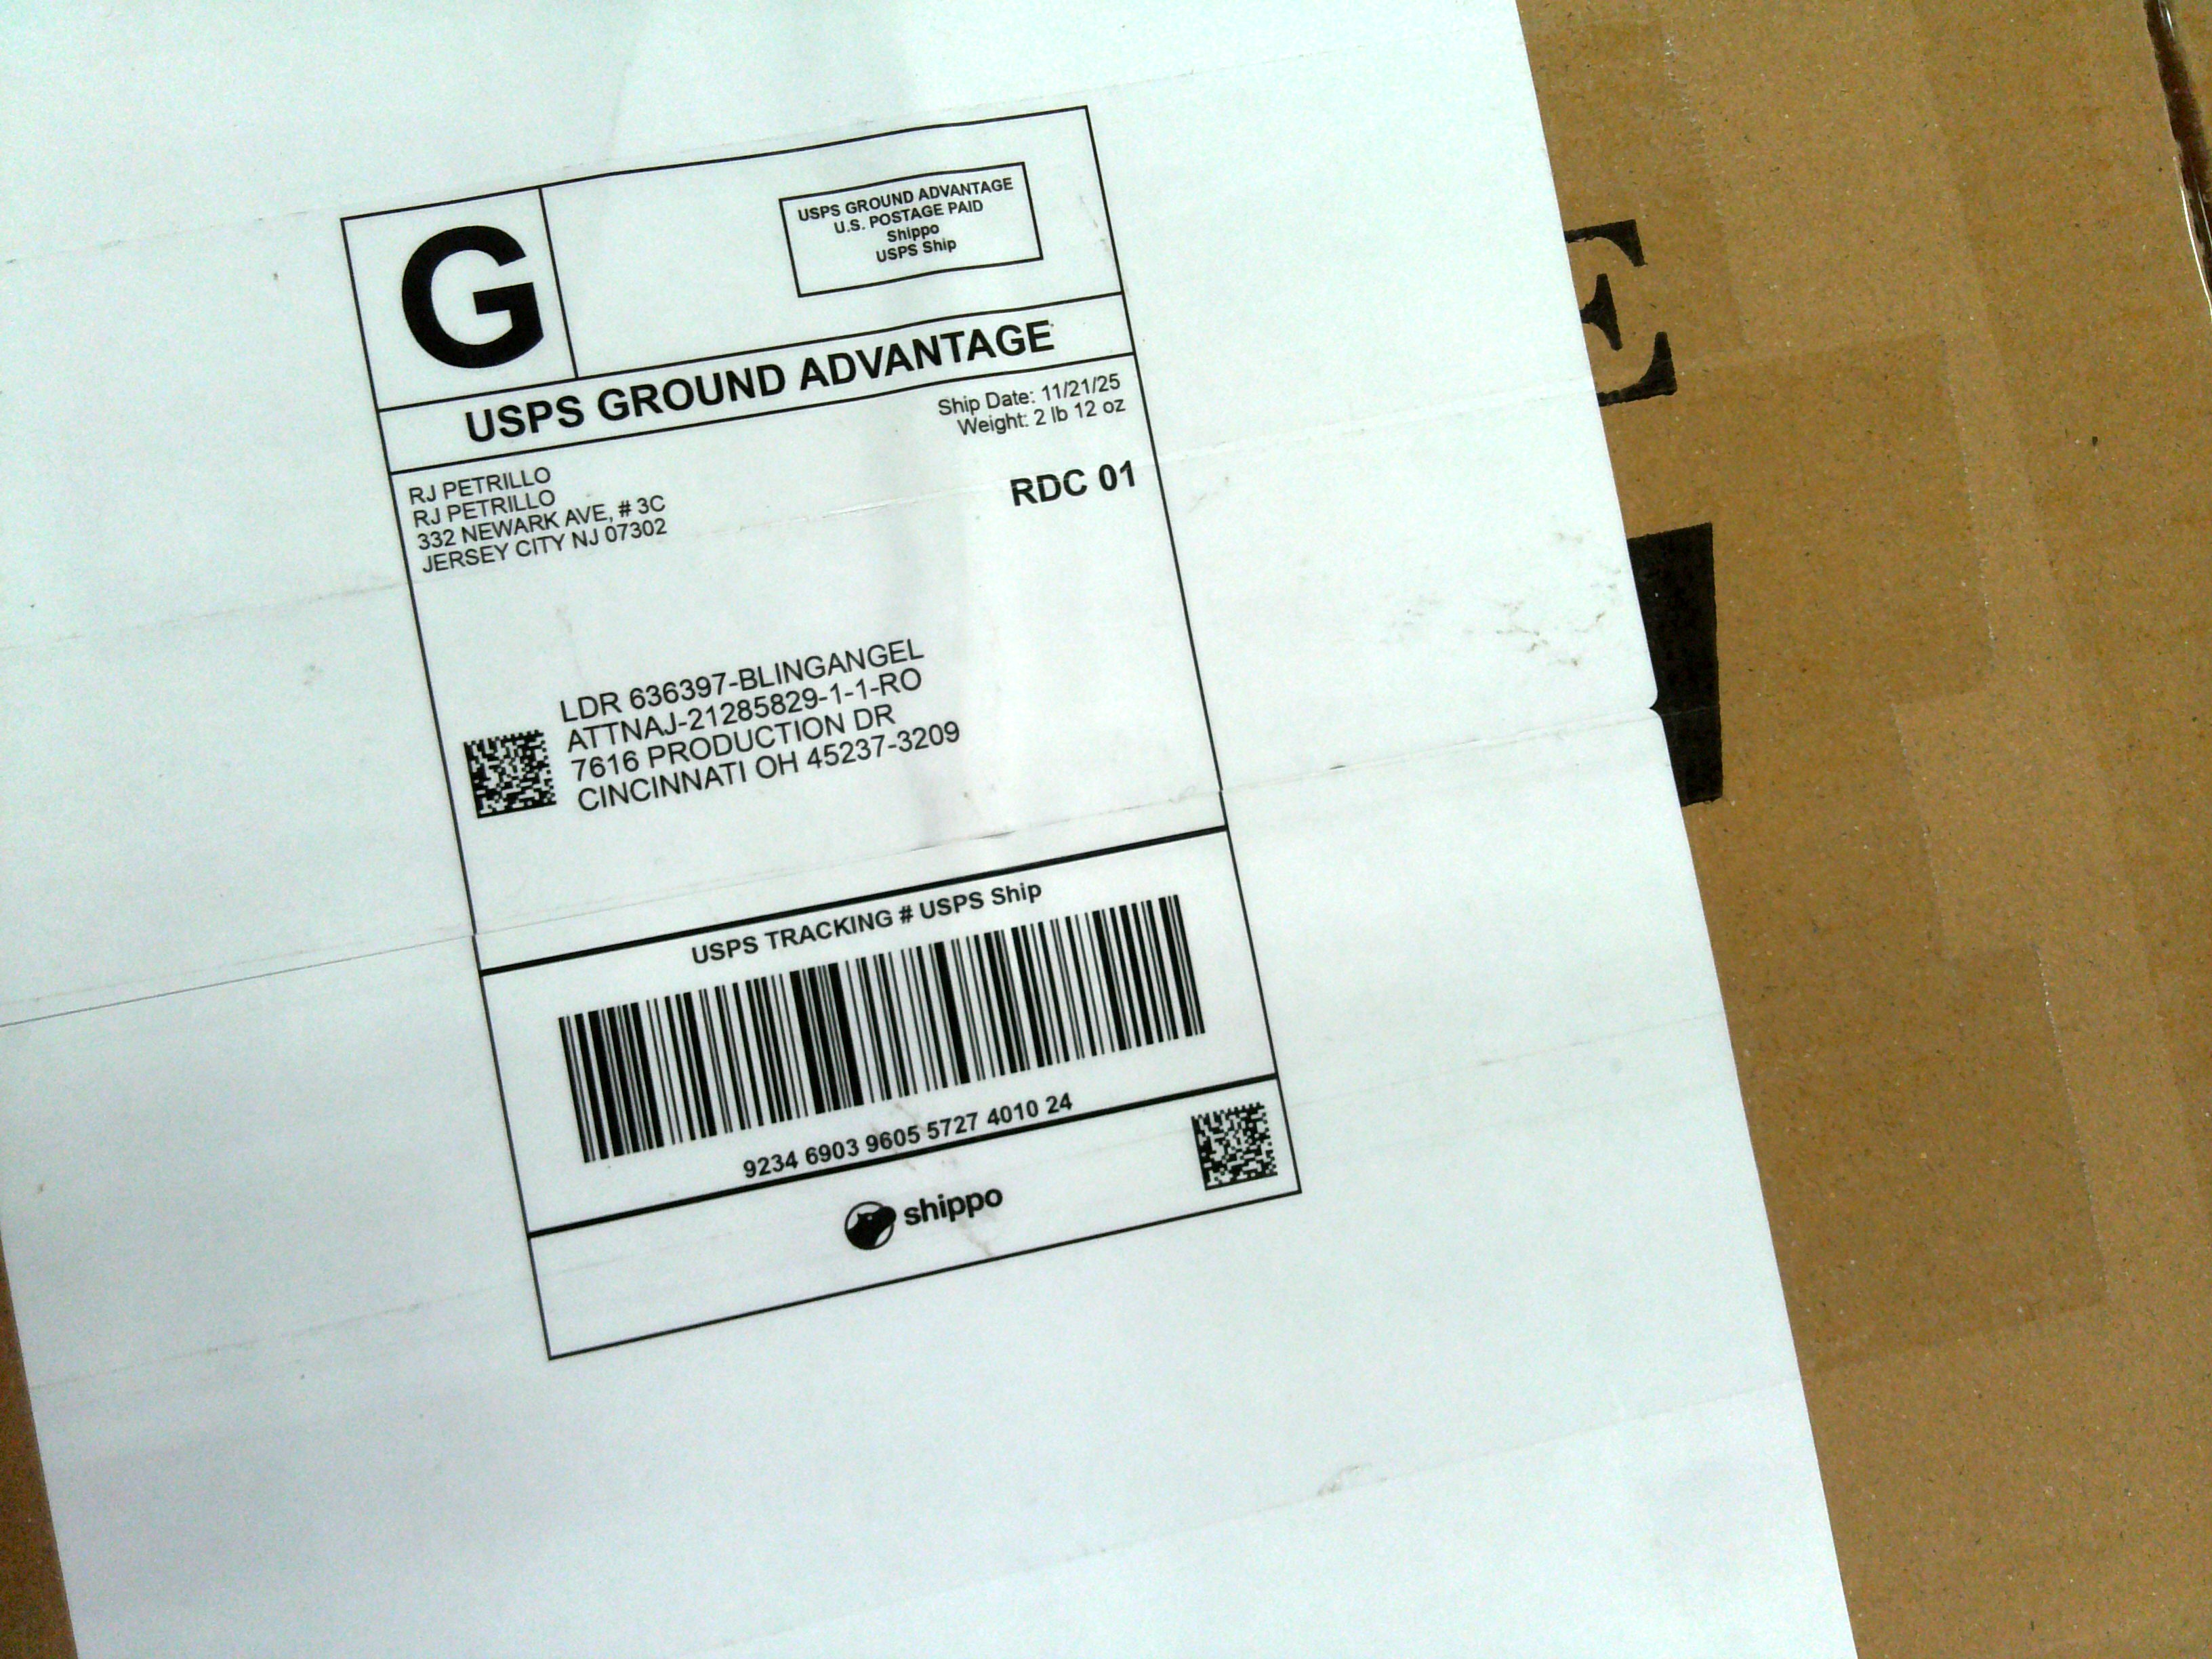 G
USPS GROUND ADVANTAGE
U.S. POSTAGE PAID
Shippo
USPS Ship
USPS GROUND ADVANTAGE
Ship Date: 11/21/25
Weight: 2 lb 12 oz
RJ PETRILLO
RJ PETRILLO
332 NEWARK AVE, # 3C
JERSEY CITY NJ 07302
RDC 01
LDR 636397-BLINGANGEL
ATTNAJ-21285829-1-1-RO
7616 PRODUCTION DR
CINCINNATI OH 45237-3209
USPS TRACKING # USPS Ship
9234 6903 9605 5727 4010 24
shippo
E